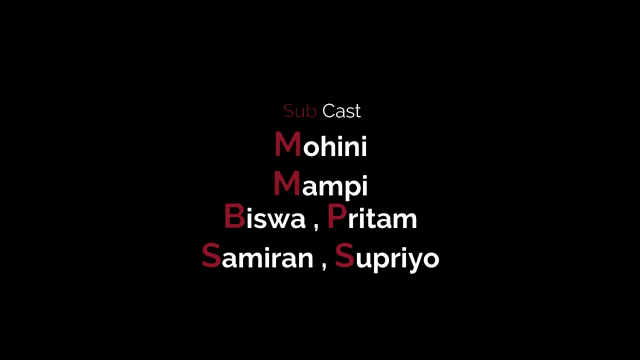 Sub Cast
Mohini
Mampi
Biswa , Pritam
Samiran , Supriyo